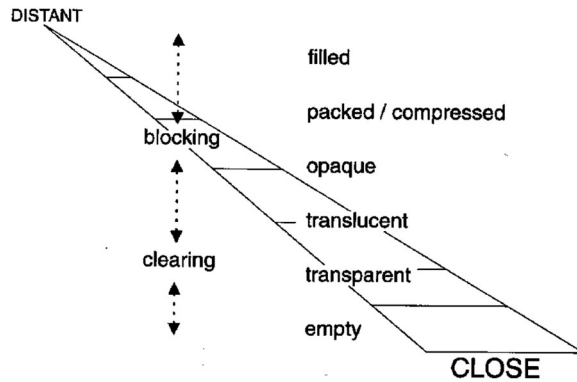 DISTANT
filled
packed / compressed
blocking
opaque
translucent
clearing
transparent
empty
CLOSE